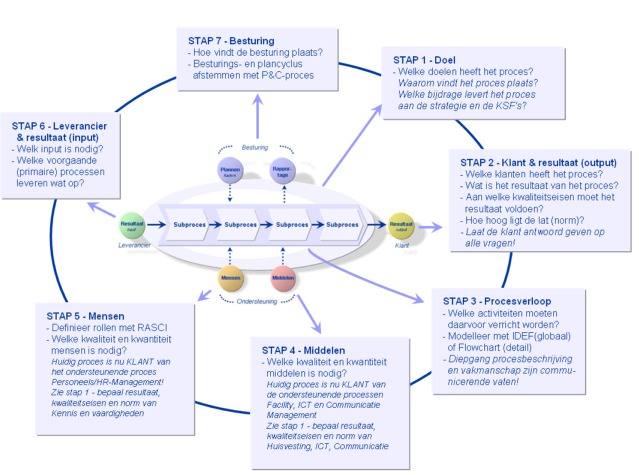 STAP 7 - Besturing
- Hoe vindt de besturing plaats?
- Besturings- en plancyclus
afstemmen met P&C-proces
STAP 1 - Doel
- Welke doelen heeft het proces?
Waarom vindt het proces plaats?
Welke bijdrage levert het proces
aan de strategie en de KSF's?
STAP 6 - Leverancier
& resultaat (input)
- Welk input is nodig?
- Welke voorgaande
(primaire) processen
leveren wat op?
STAP 2 - Klant & resultaat (output)
- Welke klanten heeft het proces?
- Wat is het resultaat van het proces?
- Aan welke kwaliteitseisen moet het
resultaat voldoen?
- Hoe hoog ligt de lat (norm)?
- Laat de klant antwoord geven op
alle vragen!
Besturing
Plannen
Rappor-
tage
Resultaat
input
Leverancier
Subproces
Subproces
Subproces
Subproces
Resultaat
output
Klant
Mensen
Middelen
Ondersteuning
STAP 3 - Procesverloop
- Welke activiteiten moeten
daarvoor verricht worden?
- Modelleer met IDEF(globaal)
of Flowchart (detail)
- Diepgang procesbeschrijving
en vakmanschap zijn commu-
nicerende vaten!
STAP 5 - Mensen
- Definieer rollen met RASCI
- Welke kwaliteit en kwantiteit
mensen is nodig?
Huidig proces is nu KLANT van
het ondersteunende proces
Personeels/HR-Management!
Zie stap 1 - bepaal resultaat,
kwaliteitseisen en norm van
Kennis en vaardigheden
STAP 4 - Middelen
- Welke kwaliteit en kwantiteit
middelen is nodig?
Huidig proces is nu KLANT van
de ondersteunende processen
Facility, ICT en Communicatie
Management
Zie stap 1 - bepaal resultaat,
kwaliteitseisen en norm van
Huisvesting, ICT, Communicatie